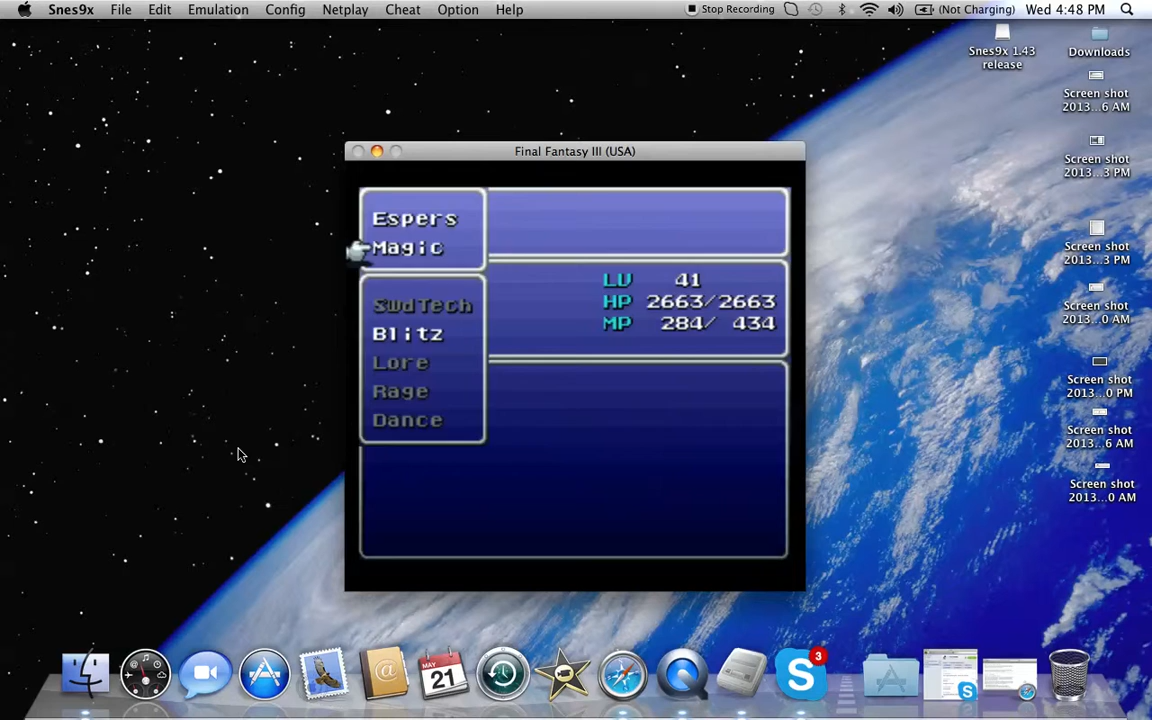 Snes9x File Edit Emulation Config Netplay Cheat Option Help Stop Recording (Not Charging) Wed 4:48 PM
Snes9x 1.43
release
Downloads
Screen shot
2013...6 AM
Screen shot
2013...3 PM
Screen shot
2013...3 PM
Screen shot
2013...0 AM
Screen shot
2013...0 PM
Screen shot
2013...6 AM
Screen shot
2013...0 AM
Final Fantasy III (USA)
Espers
Magic
SwdTech
Blitz
Lore
Rage
Dance
LV 41
HP 2663/2663
MP 284/ 434
MAY
21
3